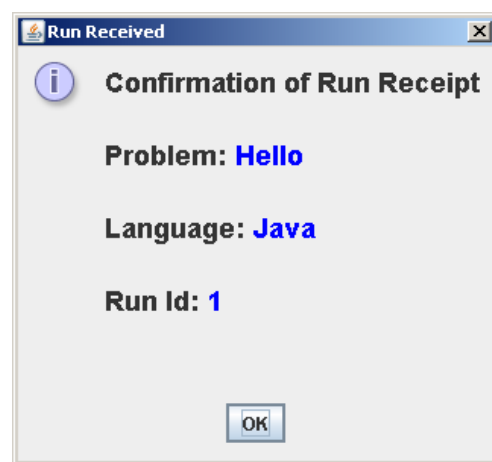 Run Received
Confirmation of Run Receipt
Problem: Hello
Language: Java
Run Id: 1
OK